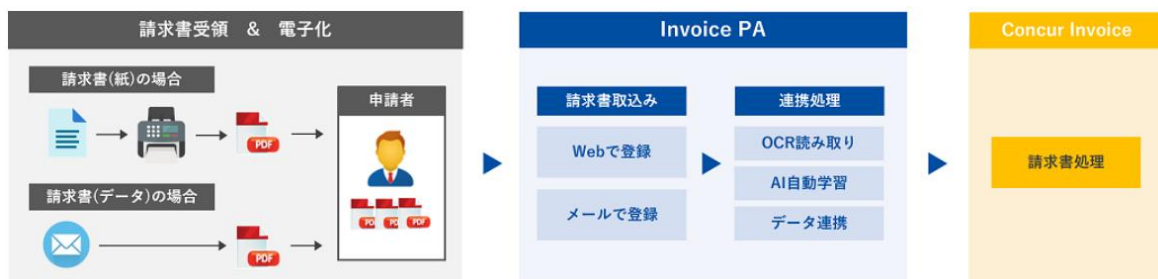 請求書受領 & 電子化
請求書(紙)の場合
PDF
申請者
請求書(データ)の場合
PDF
PDF
Invoice PA
請求書取込み
Webで登録
メールで登録
連携処理
OCR読み取り
AI自動学習
データ連携
Concur Invoice
請求書処理